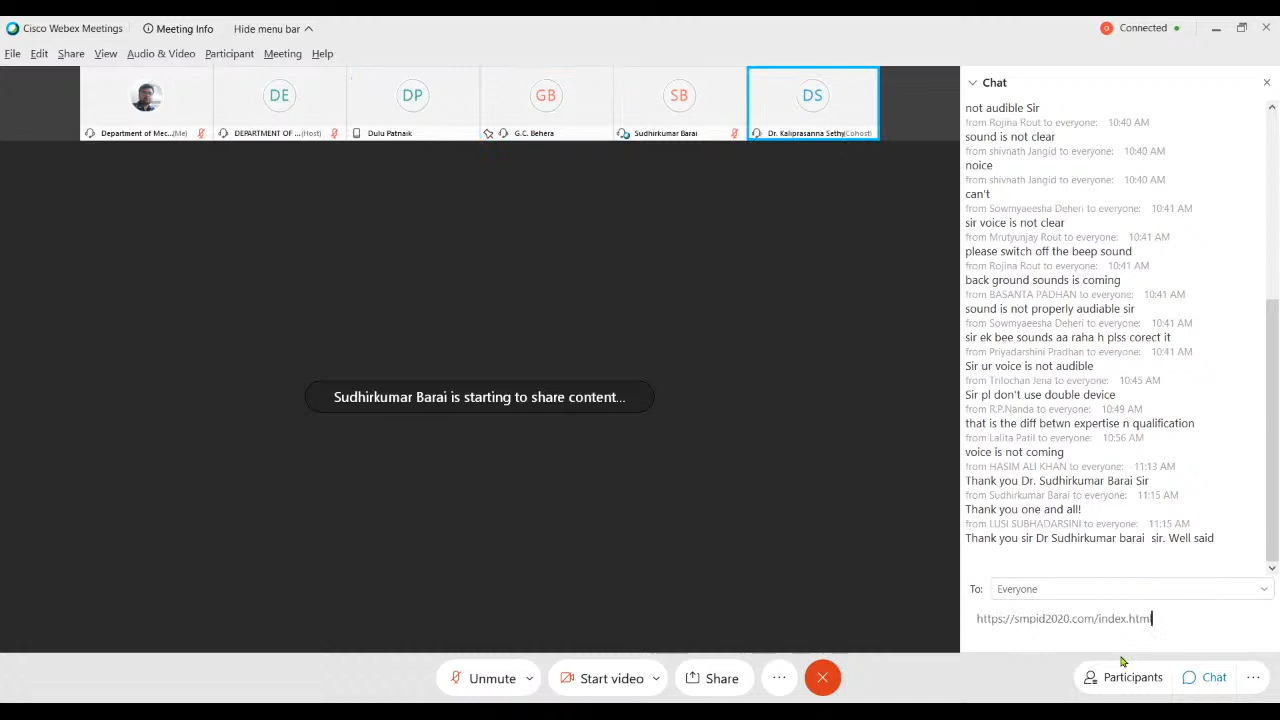 Cisco Webex Meetings
Meeting Info
Hide menu bar
Connected
File Edit Share View Audio & Video Participant Meeting Help
DE DP GB SB DS
Department of Mec...(Me)
DEPARTMENT OF ...(Host)
Dulu Patnaik
G.C. Behera
Sudhirkumar Barai
Dr. Kaliprasanna Sethy(Cohost)
Sudhirkumar Barai is starting to share content...
Chat
not audible Sir
from Rojina Rout to everyone: 10:40 AM
sound is not clear
from shivnath Jangid to everyone: 10:40 AM
noice
from shivnath Jangid to everyone: 10:40 AM
can't
from Sowmyaeesha Deheri to everyone: 10:41 AM
sir voice is not clear
from Mrutyunjay Rout to everyone: 10:41 AM
please switch off the beep sound
from Rojina Rout to everyone: 10:41 AM
back ground sounds is coming
from BASANTA PADHAN to everyone: 10:41 AM
sound is not properly audiable sir
from Sowmyaeesha Deheri to everyone: 10:41 AM
sir ek bee sounds aa raha h plss corect it
from Priyadarshini Pradhan to everyone: 10:41 AM
Sir ur voice is not audible
from Trilochan Jena to everyone: 10:45 AM
Sir pl don't use double device
from R.P.Nanda to everyone: 10:49 AM
that is the diff betwn expertise n qualification
from Lalita Patil to everyone: 10:56 AM
voice is not coming
from HASIM ALI KHAN to everyone: 11:13 AM
Thank you Dr. Sudhirkumar Barai Sir
from Sudhirkumar Barai to everyone: 11:15 AM
Thank you one and all!
from LUSI SUBHADARSINI to everyone: 11:15 AM
Thank you sir Dr Sudhirkumar barai sir. Well said
To: Everyone
https://smpid2020.com/index.html
Unmute
Start video
Share
Participants
Chat